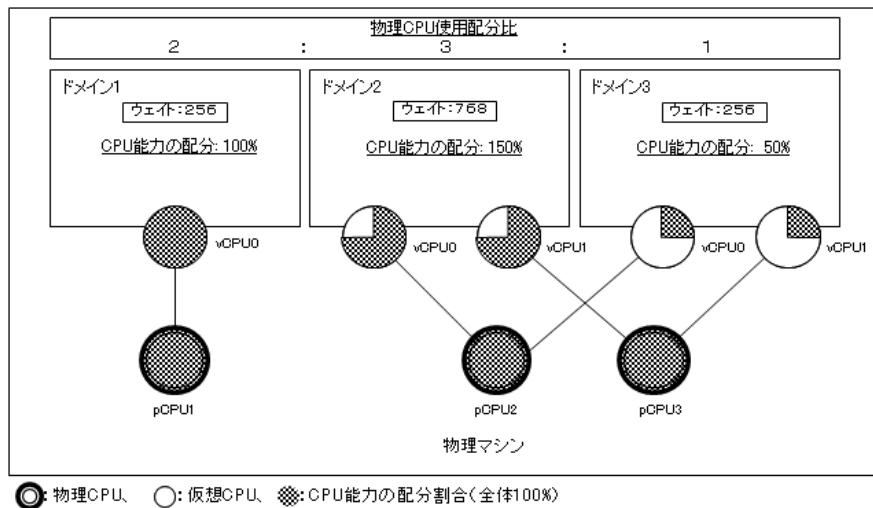 物理CPU使用配分比
2 : 3 : 1
ドメイン1
ウェイト:256
CPU能力の配分: 100%
ドメイン2
ウェイト:768
CPU能力の配分: 150%
ドメイン3
ウェイト:256
CPU能力の配分: 50%
vCPU0
vCPU0
vCPU1
vCPU0
vCPU1
pCPU1
pCPU2
pCPU3
物理マシン
: 物理CPU、 : 仮想CPU、 : CPU能力の配分割合(全体100%)